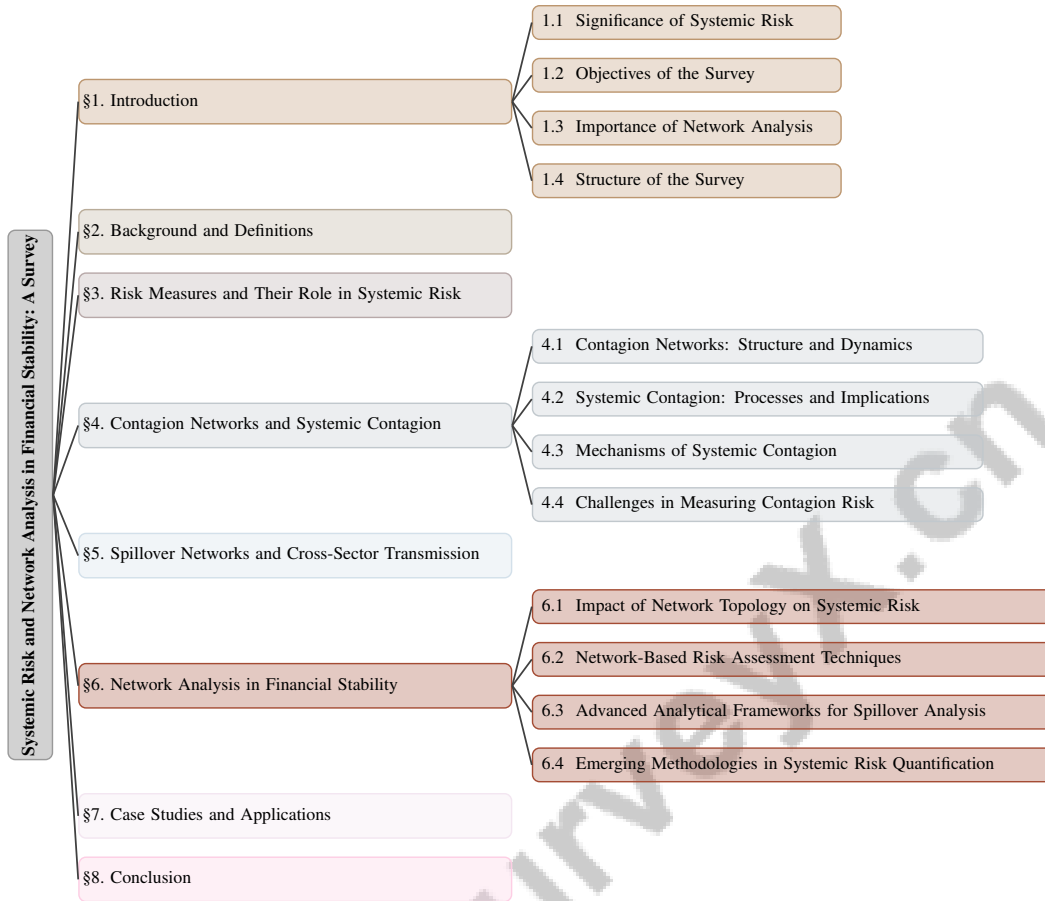 Systemic Risk and Network Analysis in Financial Stability: A Survey
§1. Introduction
1.1 Significance of Systemic Risk
1.2 Objectives of the Survey
1.3 Importance of Network Analysis
1.4 Structure of the Survey
§2. Background and Definitions
§3. Risk Measures and Their Role in Systemic Risk
§4. Contagion Networks and Systemic Contagion
4.1 Contagion Networks: Structure and Dynamics
4.2 Systemic Contagion: Processes and Implications
4.3 Mechanisms of Systemic Contagion
4.4 Challenges in Measuring Contagion Risk
§5. Spillover Networks and Cross-Sector Transmission
§6. Network Analysis in Financial Stability
6.1 Impact of Network Topology on Systemic Risk
6.2 Network-Based Risk Assessment Techniques
6.3 Advanced Analytical Frameworks for Spillover Analysis
6.4 Emerging Methodologies in Systemic Risk Quantification
§7. Case Studies and Applications
§8. Conclusion
urveyx.cn